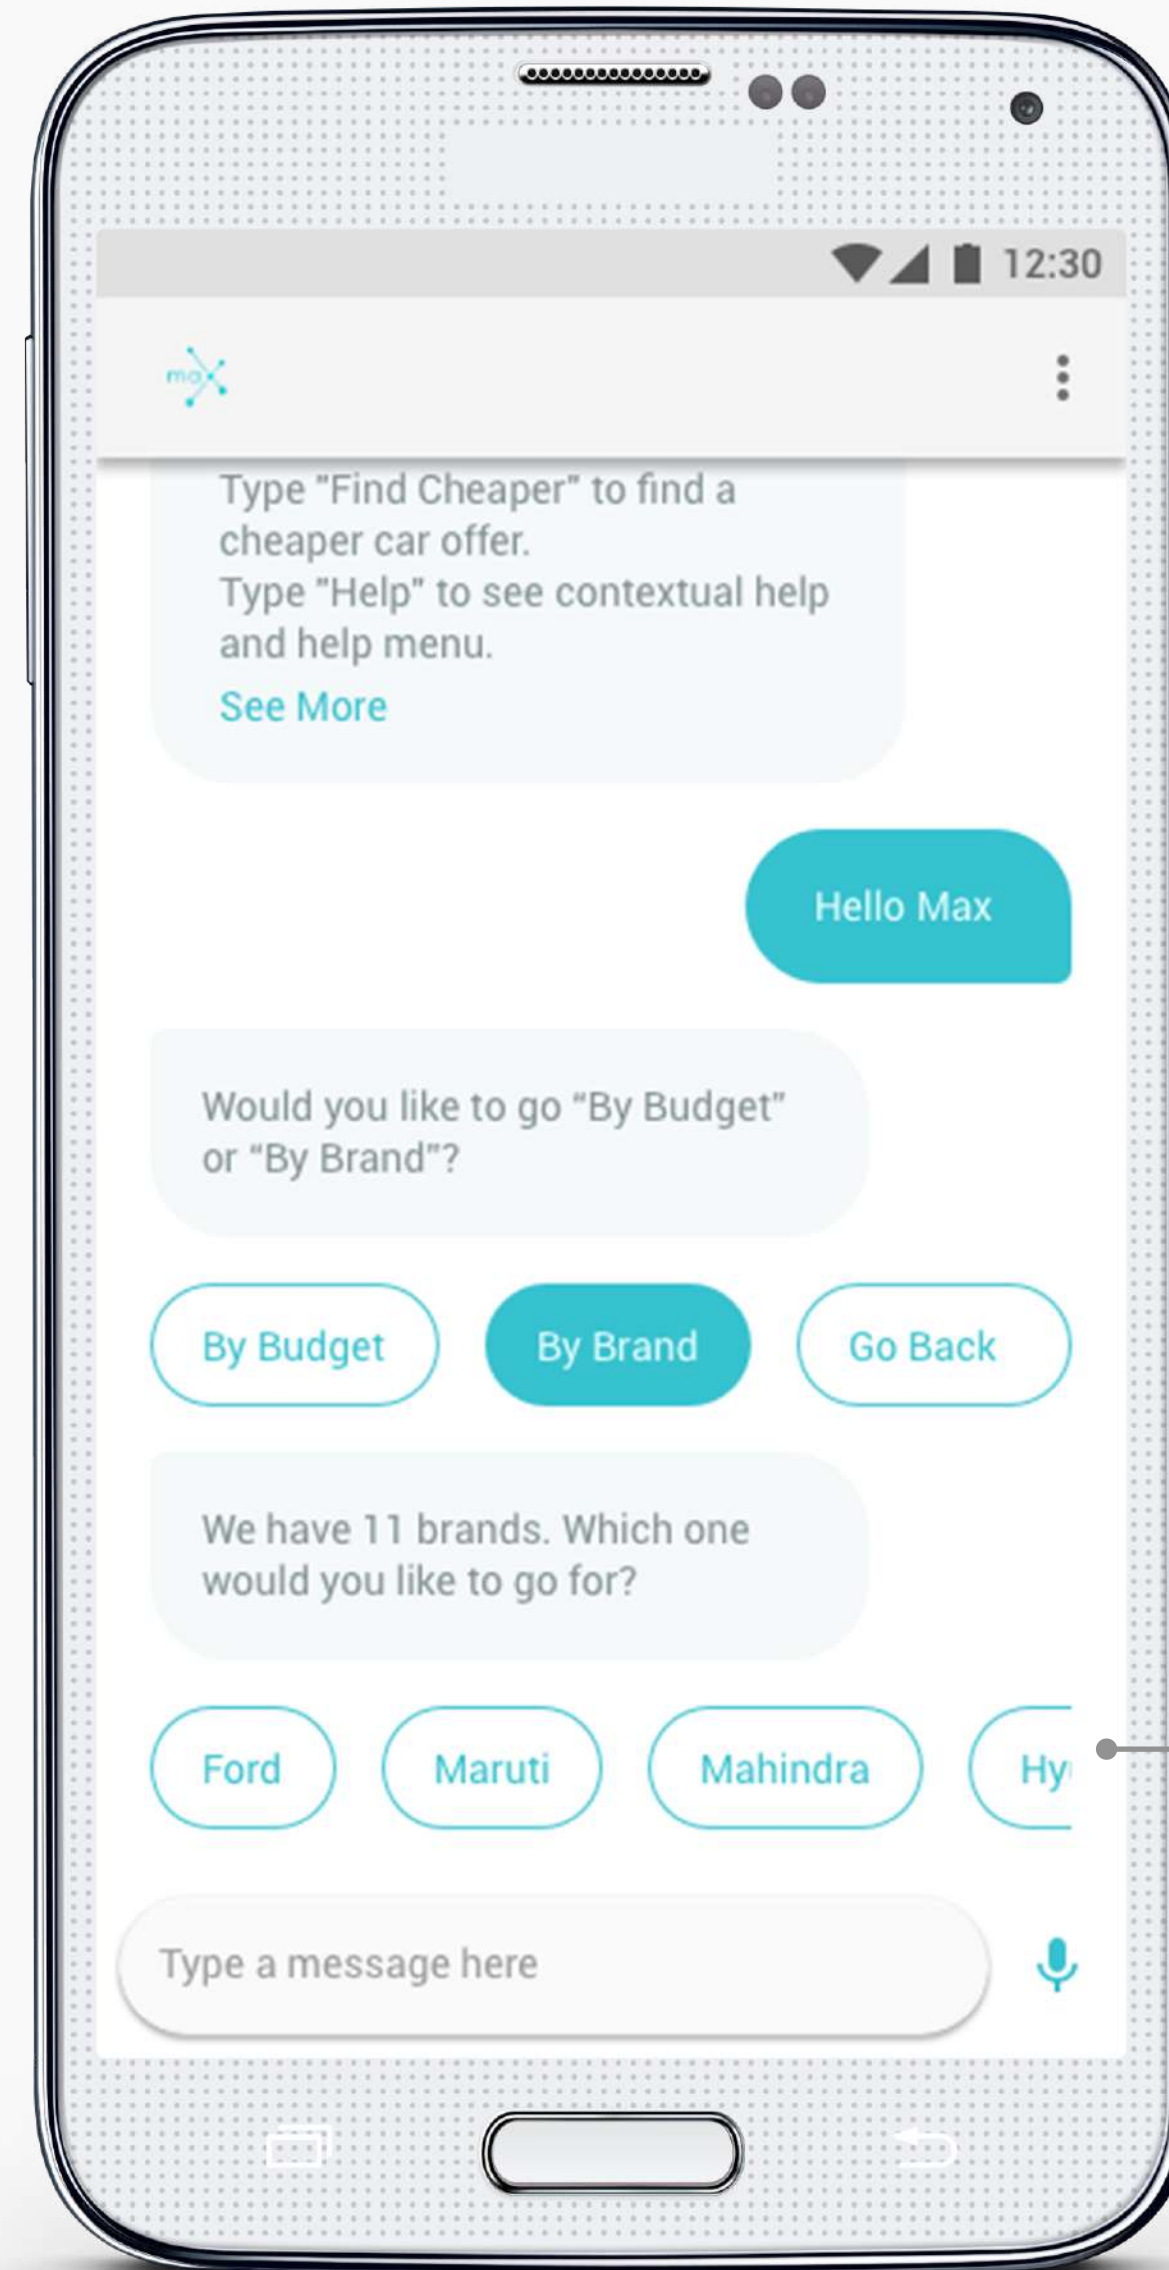 12:30
max
Type "Find Cheaper" to find a
cheaper car offer.
Type "Help" to see contextual help
and help menu.
See More
Hello Max
Would you like to go “By Budget”
or “By Brand”?
By Budget By Brand Go Back
We have 11 brands. Which one
would you like to go for?
Ford Maruti Mahindra Hy
Type a message here